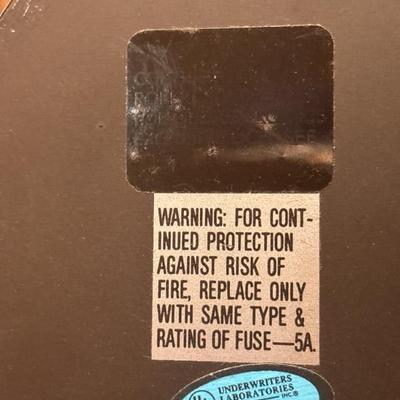 WARNING: FOR CONT-
INUED PROTECTION
AGAINST RISK OF
FIRE, REPLACE ONLY
WITH SAME TYPE &
RATING OF FUSE—5A.
UNDERWRITERS
LABORATORIES
INC.®